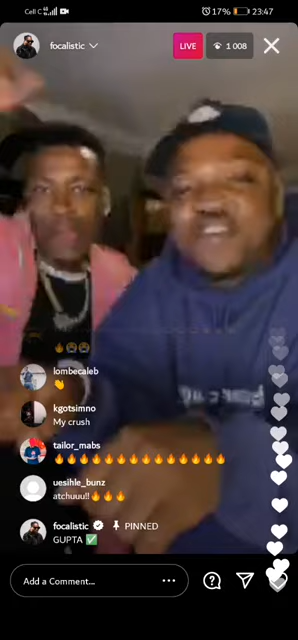 Cell C
17%
23:47
focalistic
LIVE
1 008
lombecaleb
kgotsimno
My crush
tailor_mabs
uesihle_bunz
atchuuu!!🔥🔥🔥
focalistic PINNED
GUPTA ✅
Add a Comment...